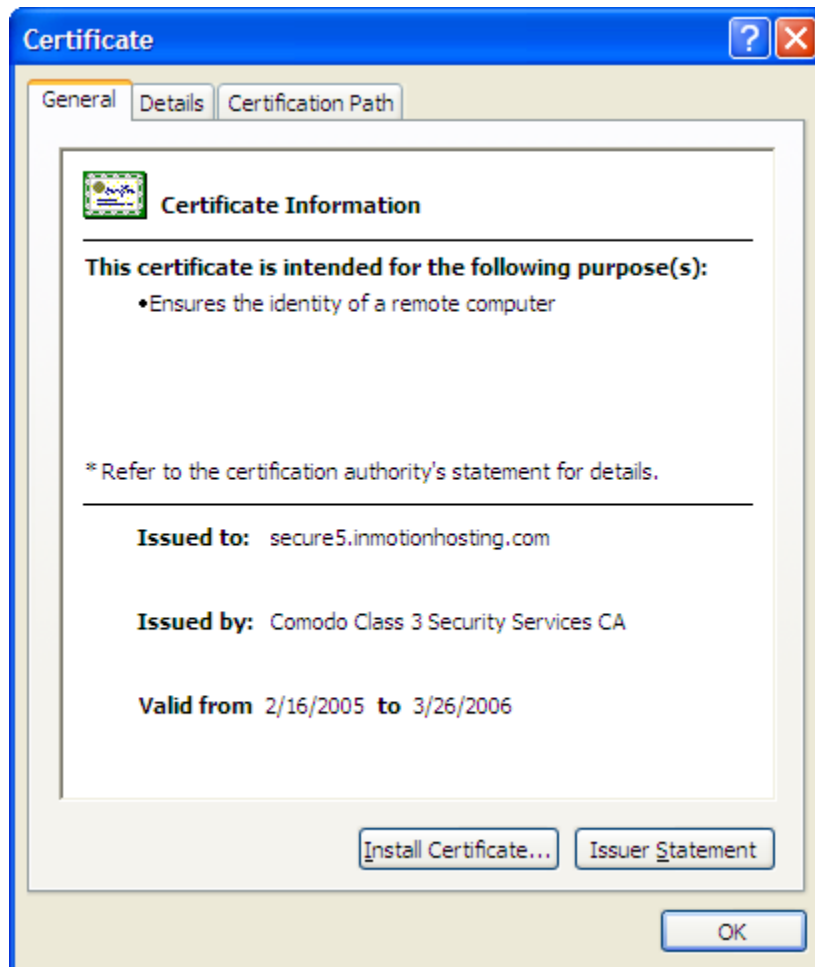 Certificate
General Details Certification Path
Certificate Information
This certificate is intended for the following purpose(s):
•Ensures the identity of a remote computer
* Refer to the certification authority's statement for details.
Issued to: secure5.inmotionhosting.com
Issued by: Comodo Class 3 Security Services CA
Valid from 2/16/2005 to 3/26/2006
Install Certificate... Issuer Statement
OK